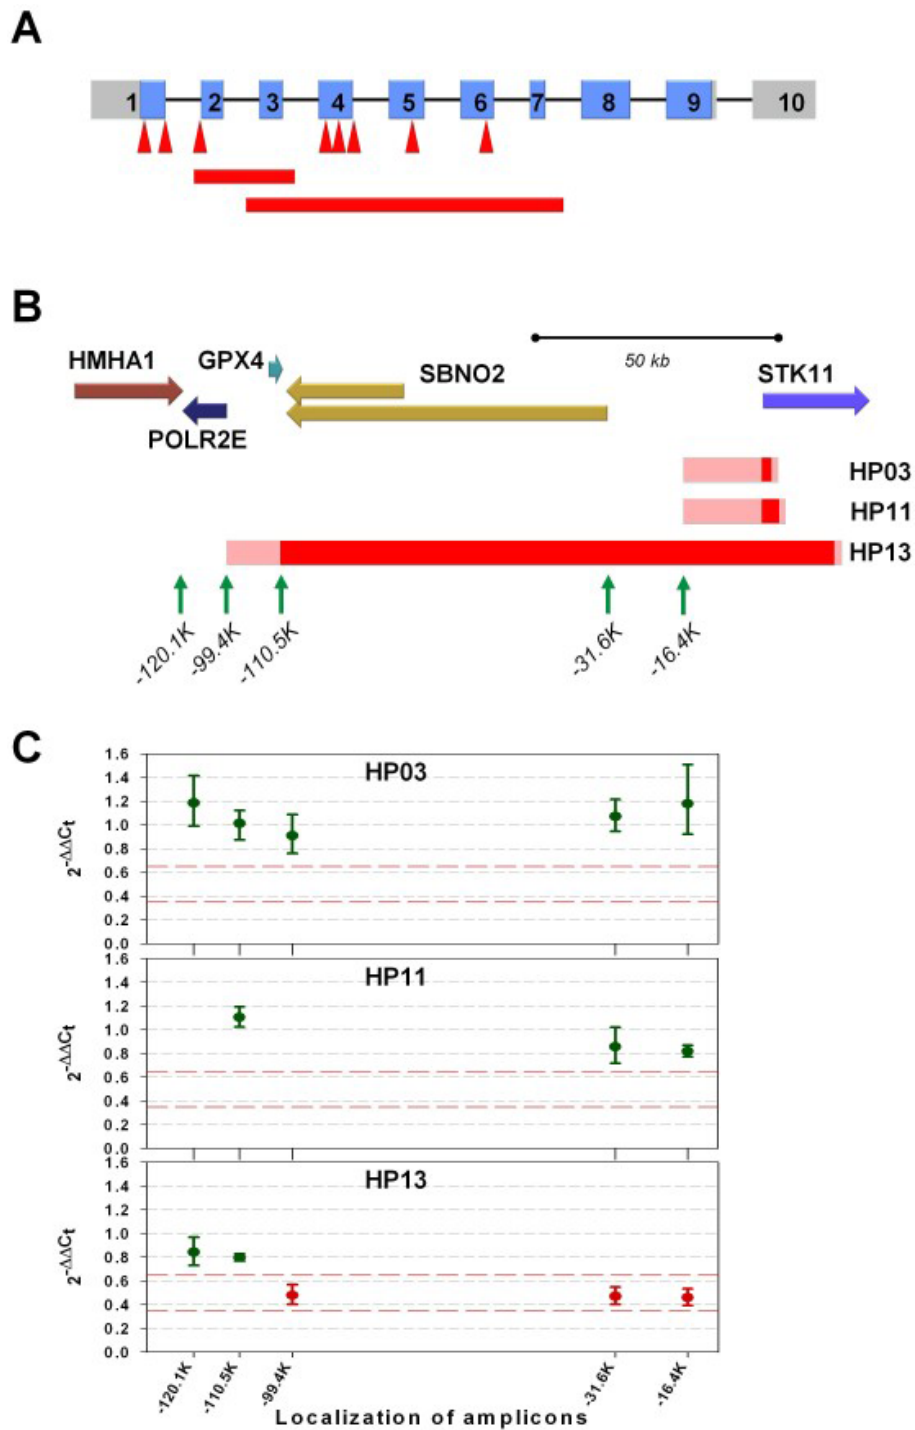 A
1 2 3 4 5 6 7 8 9 10
B
HMHA1 GPX4 SBNO2 50 kb STK11
POLR2E
HP03
HP11
HP13
-120.1K -99.4K -110.5K -31.6K -16.4K
C
HP03
2-ΔΔCt
1.6
1.4
1.2
1.0
0.8
0.6
0.4
0.2
0.0
HP11
2-ΔΔCt
1.6
1.4
1.2
1.0
0.8
0.6
0.4
0.2
0.0
HP13
2-ΔΔCt
1.6
1.4
1.2
1.0
0.8
0.6
0.4
0.2
0.0
-120.1K -110.5K -99.4K -31.6K -16.4K
Localization of amplicons